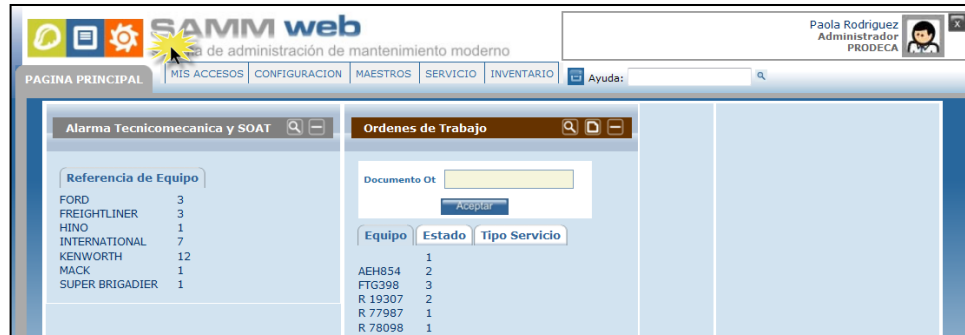 SAMM web
de administración de mantenimiento moderno
Paola Rodriguez
Administrador
PRODECA
X
PAGINA PRINCIPAL
MIS ACCESOS CONFIGURACION MAESTROS SERVICIO INVENTARIO Ayuda:
Alarma Tecnicomecanica y SOAT
Referencia de Equipo
FORD 3
FREIGHTLINER 3
HINO 1
INTERNATIONAL 7
KENWORTH 12
MACK 1
SUPER BRIGADIER 1
Ordenes de Trabajo
Documento Ot
Aceptar
Equipo Estado Tipo Servicio
1
AEH854 2
FTG398 3
R 19307 2
R 77987 1
R 78098 1